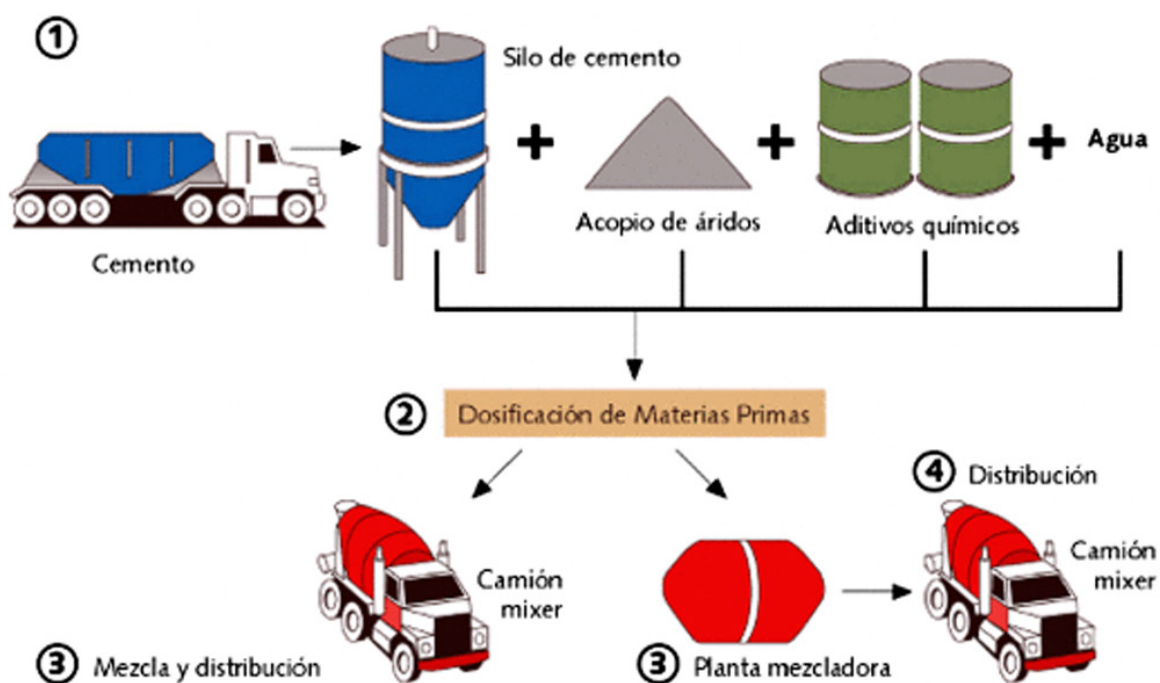 1
Silo de cemento
Agua
Cemento
Acopio de áridos
Aditivos químicos
2 Dosificación de Materias Primas
4 Distribución
Camión
mixer
Camión
mixer
3 Mezcla y distribución
3 Planta mezcladora